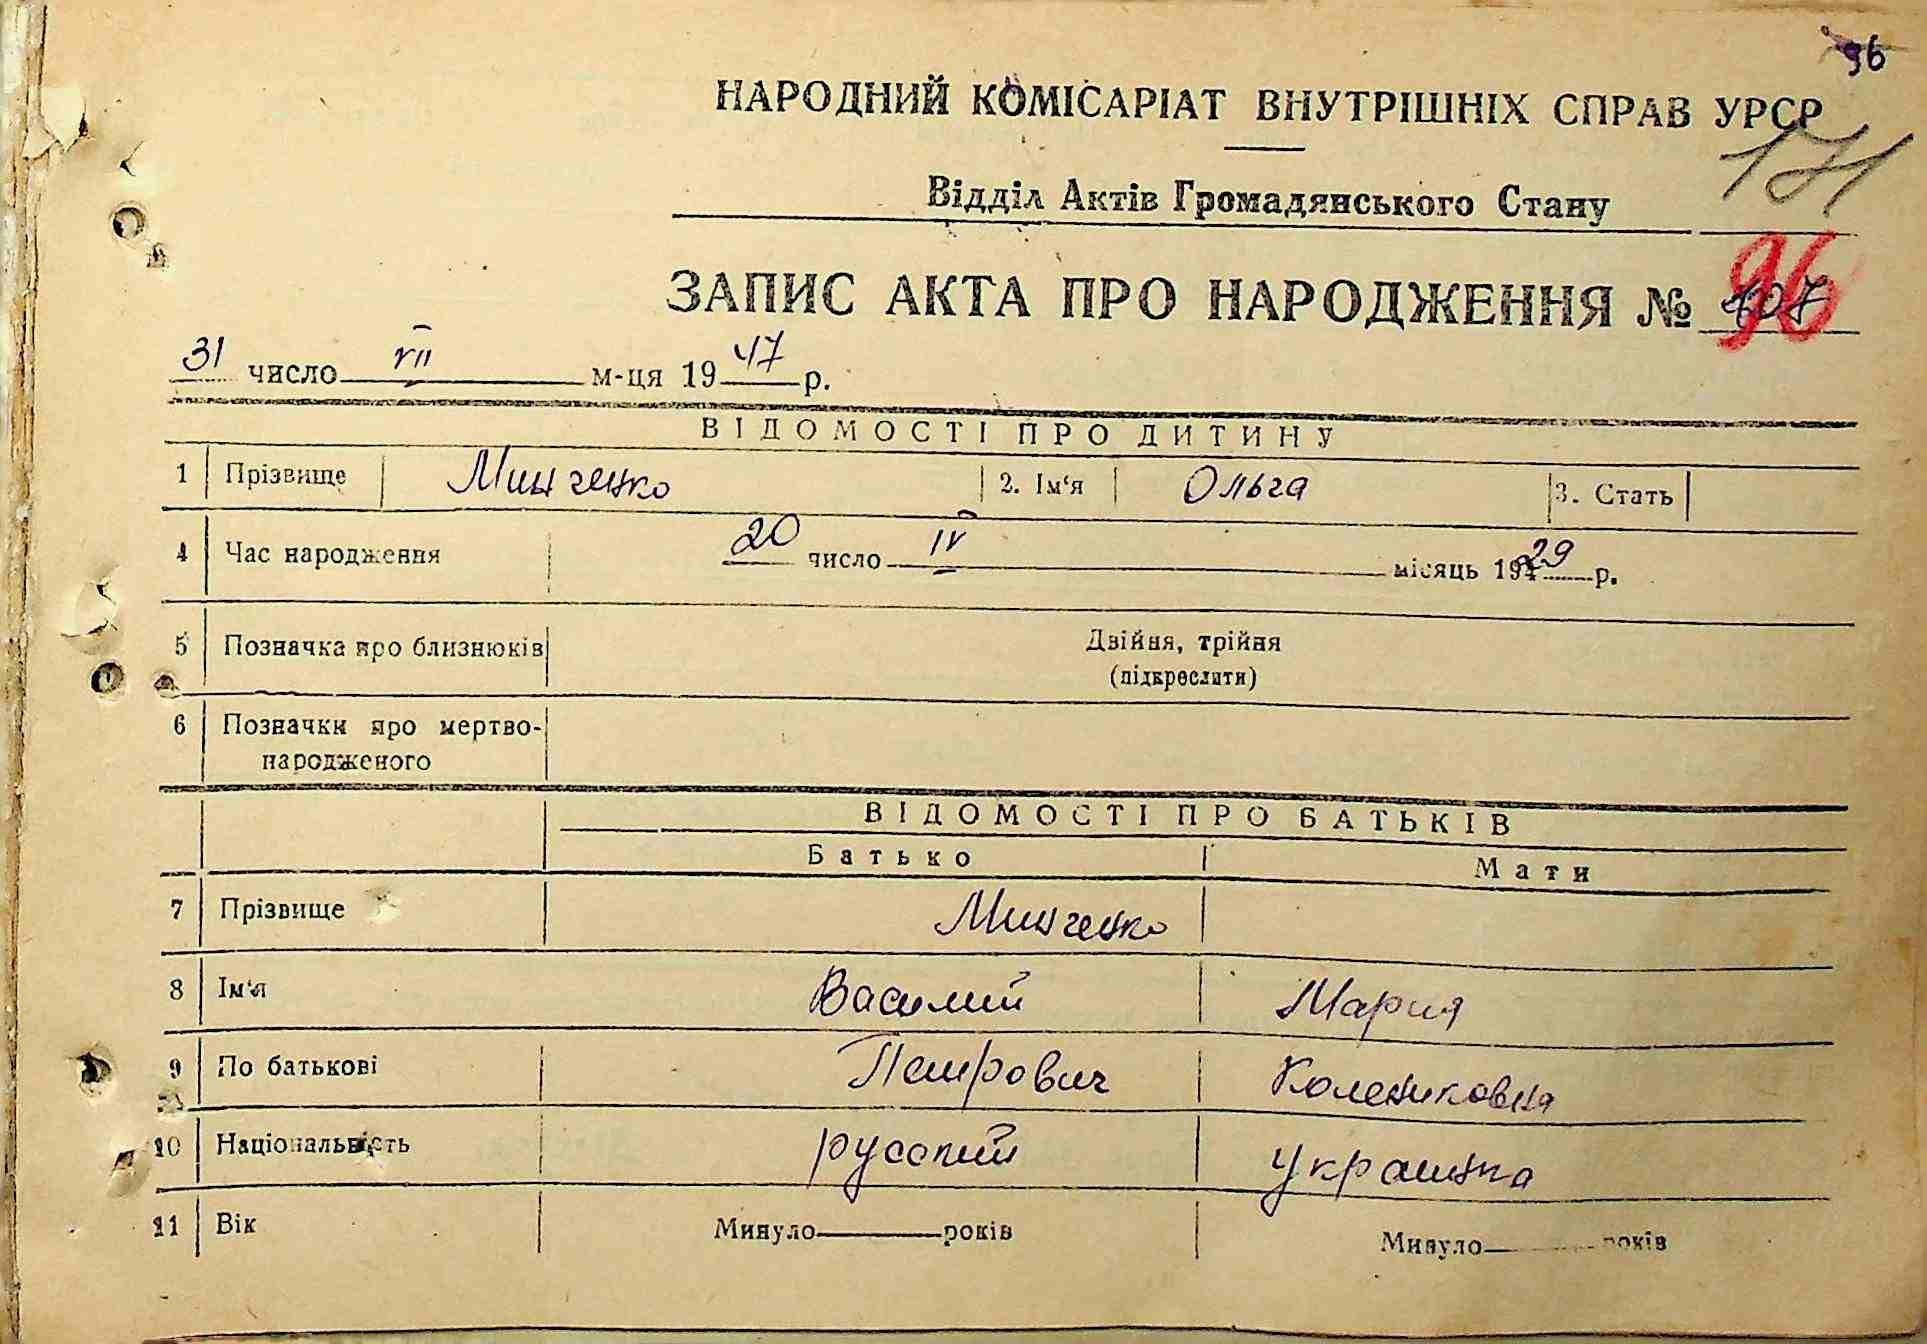 96
НАРОДНИЙ КОМІСАРІАТ ВНУТРІШНІХ СПРАВ УРСР
171
Відділ Актів Громадянського Стану
96
ЗАПИС АКТА ПРО НАРОДЖЕННЯ № 107
31 число VII м-ця 1947 р.
ВІДОМОСТІ ПРО ДИТИНУ
1 Прізвище Минченко 2. Ім‘я Ольга 3. Стать
4 Час народження 20 число IV місяць 1929 р.
5 Позначка про близнюків Двійня, трійня
(підкреслити)
6 Позначки про мертво-
народженого
ВІДОМОСТІ ПРО БАТЬКІВ
Батько Мати
7 Прізвище Минченко
8 Ім‘я Василий Мария
9 По батькові Петрович Калениковна
10 Національність русский украинка
11 Вік Минуло років Минуло років